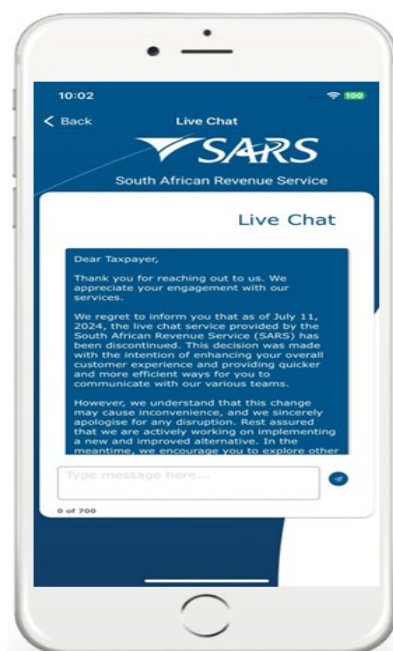 10:02
100
Back
Live Chat
SARS
South African Revenue Service
Live Chat
Dear Taxpayer,
Thank you for reaching out to us. We
appreciate your engagement with our
services.
We regret to inform you that as of July 11,
2024, the live chat service provided by the
South African Revenue Service (SARS) has
been discontinued. This decision was made
with the intention of enhancing your overall
customer experience and providing quicker
and more efficient ways for you to
communicate with our various teams.
However, we understand that this change
may cause inconvenience, and we sincerely
apologise for any disruption. Rest assured
that we are actively working on implementing
a new and improved alternative. In the
meantime, we encourage you to explore other
Type message here...
0 of 700